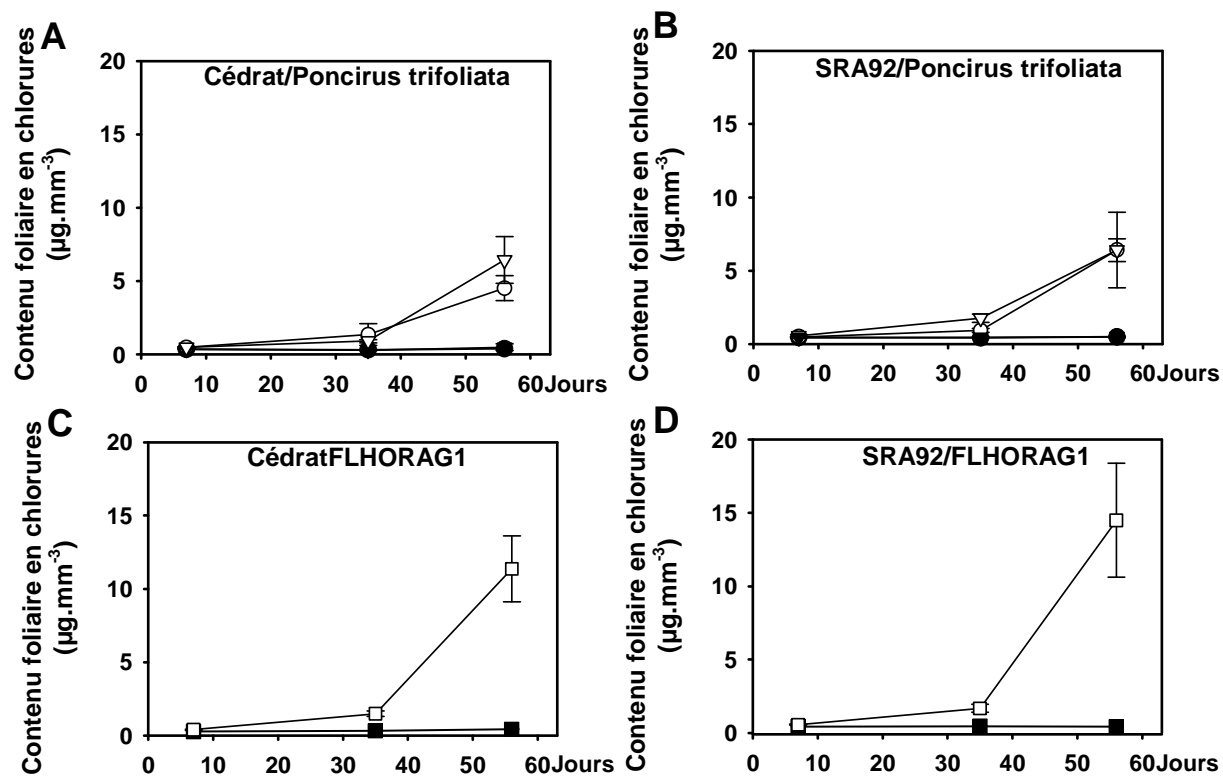 A
Cédrat/Poncirus trifoliata
Contenu foliaire en chlorures
(µg.mm-3)
20
15
10
5
0
0 10 20 30 40 50 60Jours
B
SRA92/Poncirus trifoliata
Contenu foliaire en chlorures
(µg.mm-3)
20
15
10
5
0
0 10 20 30 40 50 60Jours
C
CédratFLHORAG1
Contenu foliaire en chlorures
(µg.mm-3)
20
15
10
5
0
0 10 20 30 40 50 60Jours
D
SRA92/FLHORAG1
Contenu foliaire en chlorures
(µg.mm-3)
20
15
10
5
0
0 10 20 30 40 50 60Jours